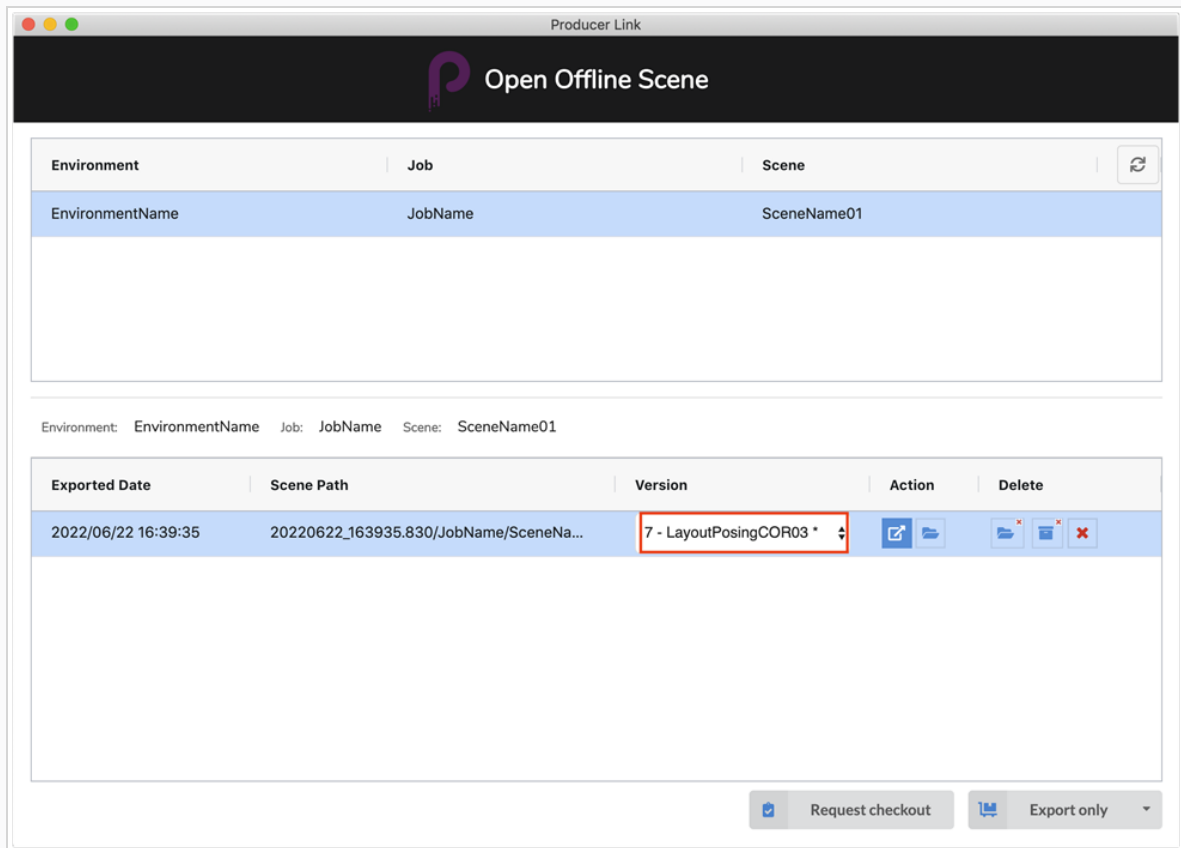 Producer Link
Open Offline Scene
Environment Job Scene
EnvironmentName JobName SceneName01
Environment: EnvironmentName Job: JobName Scene: SceneName01
Exported Date Scene Path Version Action Delete
2022/06/22 16:39:35 20220622_163935.830/JobName/SceneNa... 7 - LayoutPosingCOR03 *
Request checkout Export only